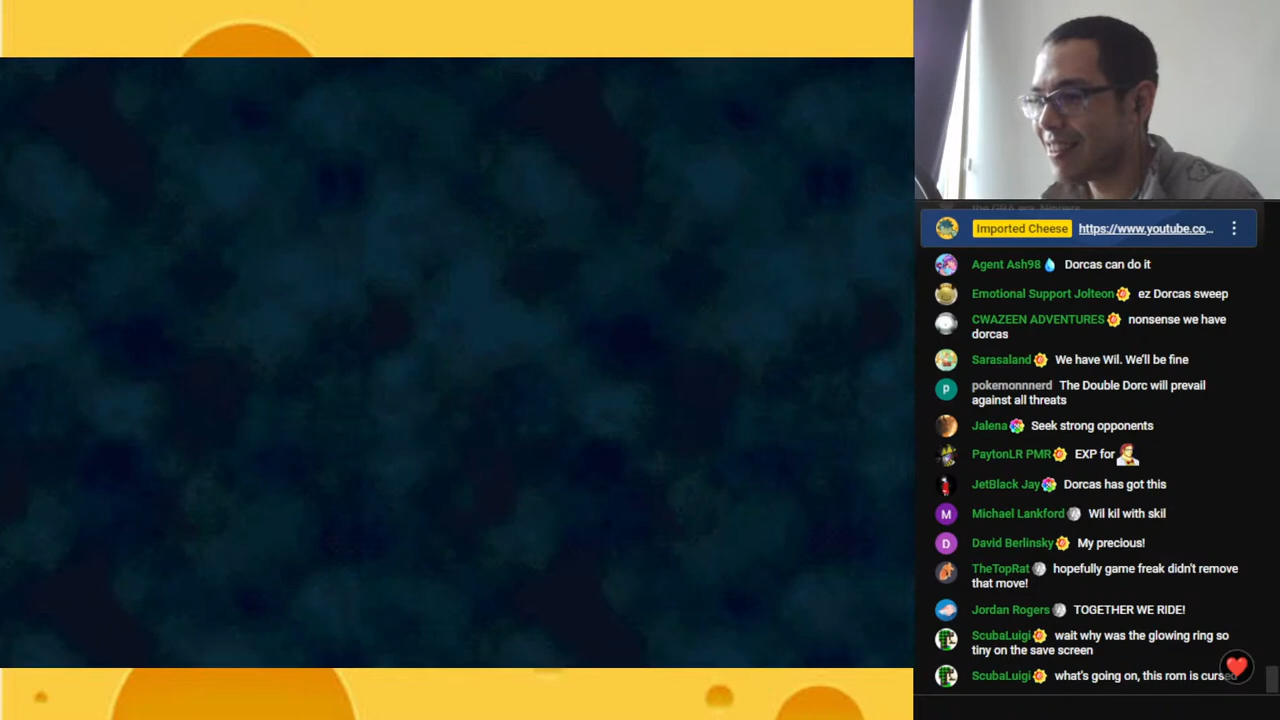 Imported Cheese https://www.youtube.co...
Agent Ash98 Dorcas can do it
Emotional Support Jolteon ez Dorcas sweep
CWAZEEN ADVENTURES nonsense we have
dorcas
Sarasaland We have Wil. We'll be fine
P pokemonnnerd The Double Dorc will prevail
against all threats
Jalena Seek strong opponents
PaytonLR PMR EXP for
JetBlack Jay Dorcas has got this
M Michael Lankford Wil kil with skil
D David Berlinsky My precious!
TheTopRat hopefully game freak didn't remove
that move!
Jordan Rogers TOGETHER WE RIDE!
ScubaLuigi wait why was the glowing ring so
tiny on the save screen
ScubaLuigi what's going on, this rom is cursed